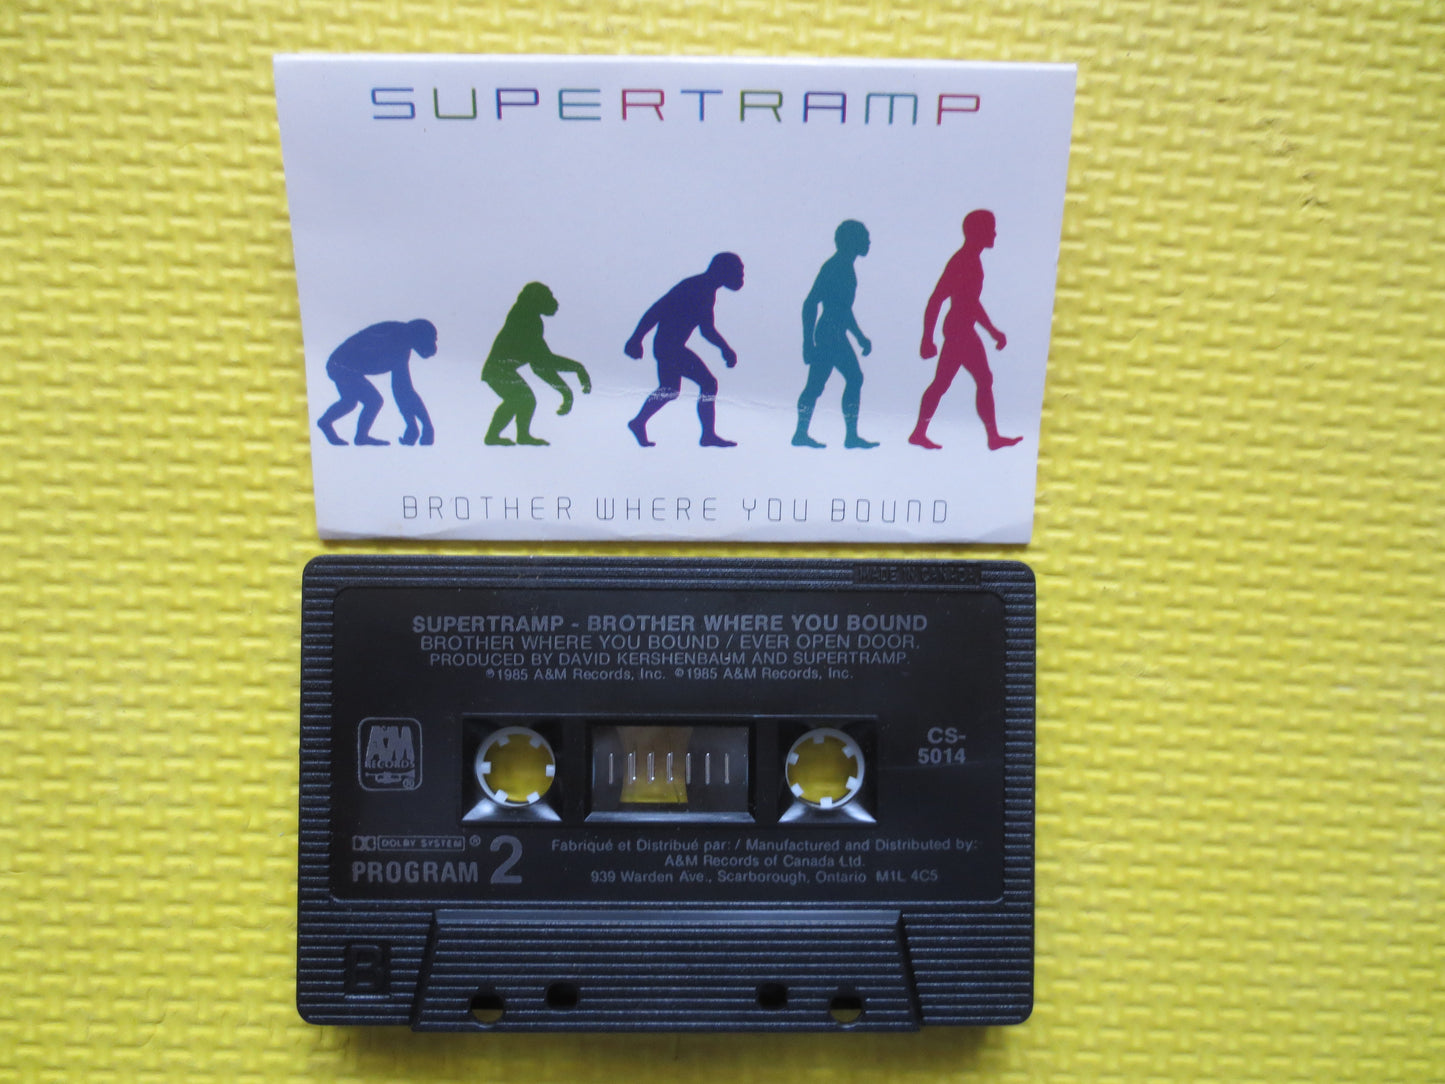 SUPERTRAMP
BROTHER WHERE YOU BOUND
MADE IN CANADA
SUPERTRAMP - BROTHER WHERE YOU BOUND
BROTHER WHERE YOU BOUND / EVER OPEN DOOR.
PRODUCED BY DAVID KERSHENBAUM AND SUPERTRAMP.
℗1985 A&M Records, Inc. ©1985 A&M Records, Inc.
A&M
RECORDS
®
CS-
5014
DOLBY SYSTEM ®
PROGRAM 2
Fabriqué et Distribué par: / Manufactured and Distributed by:
A&M Records of Canada Ltd.
939 Warden Ave., Scarborough, Ontario M1L 4C5
B